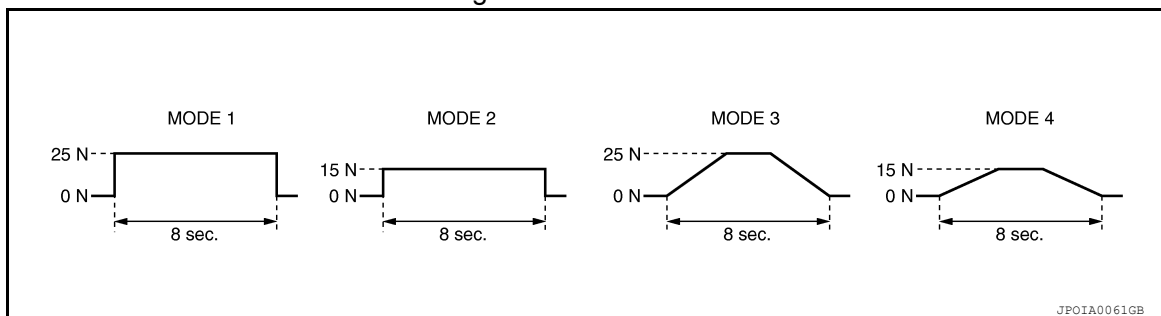 MODE 1
25 N
0 N
8 sec.
MODE 2
15 N
0 N
8 sec.
MODE 3
25 N
0 N
8 sec.
MODE 4
15 N
0 N
8 sec.
JPOIA0061GB